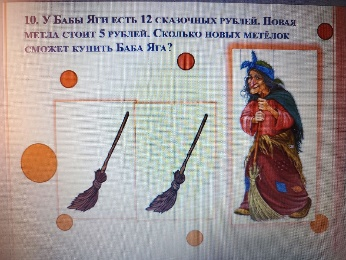 10. У Бабы Яги есть 12 сказочных рублей. Новая
метла стоит 5 рублей. Сколько новых метёлок
сможет купить Баба Яга?